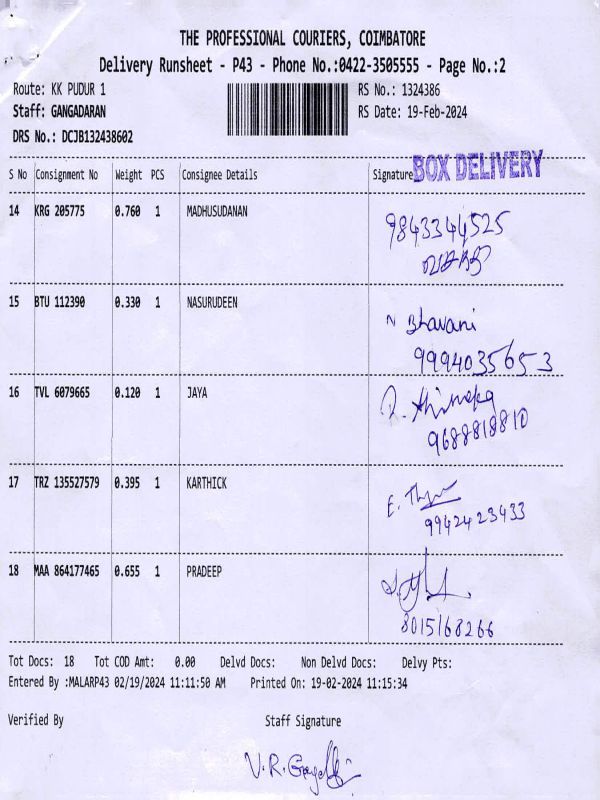 THE PROFESSIONAL COURIERS, COIMBATORE
Delivery Runsheet - P43 - Phone No.:0422-3505555 - Page No.:2
Route: KK PUDUR 1 RS No.: 1324386
Staff: GANGADARAN RS Date: 19-Feb-2024
DRS No.: DCJB132438602
S No Consignment No Weight PCS Consignee Details Signature BOX DELIVERY
14 KRG 205775 0.760 1 MADHUSUDANAN
9843344525
15 BTU 112390 0.330 1 NASURUDEEN
N Bhavani
9994035653
16 TVL 6079665 0.120 1 JAYA
9688818810
17 TRZ 135527579 0.395 1 KARTHICK
9942423433
18 MAA 864177465 0.655 1 PRADEEP
8015168266
Tot Docs: 18 Tot COD Amt: 0.00 Delvd Docs: Non Delvd Docs: Delvy Pts:
Entered By :MALARP43 02/19/2024 11:11:50 AM Printed On: 19-02-2024 11:15:34
Verified By Staff Signature
V.R.